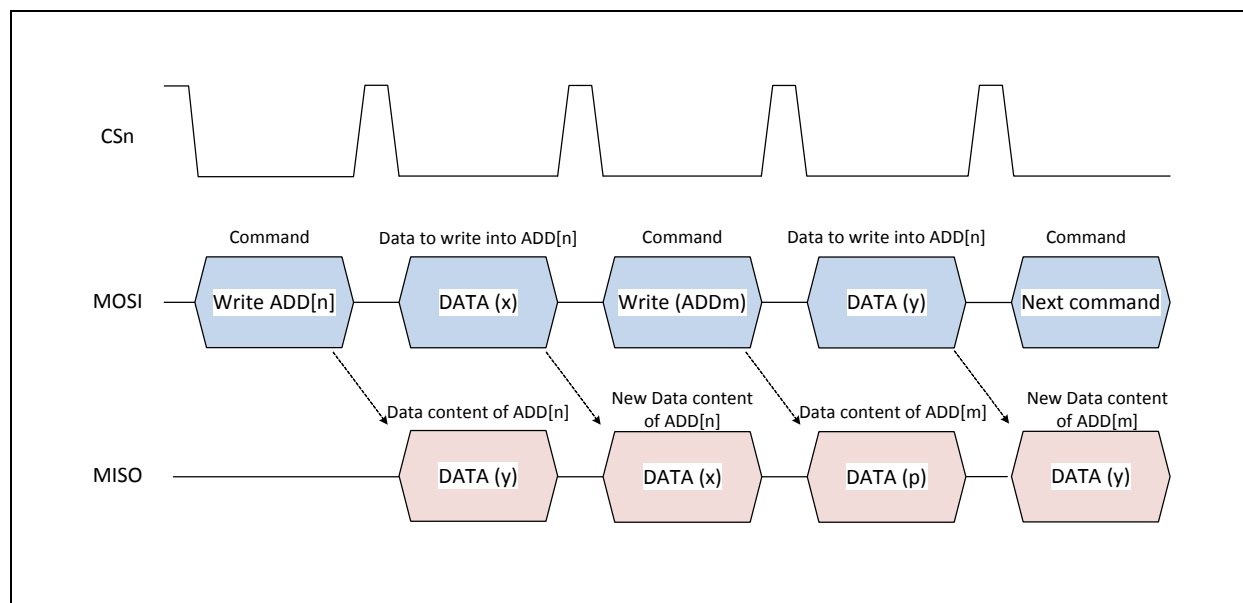 CSn
Command
Data to write into ADD[n]
Command
Data to write into ADD[n]
Command
MOSI
Write ADD[n]
DATA (x)
Write (ADDm)
DATA (y)
Next command
Data content of ADD[n]
New Data content
of ADD[n]
Data content of ADD[m]
New Data content
of ADD[m]
MISO
DATA (y)
DATA (x)
DATA (p)
DATA (y)